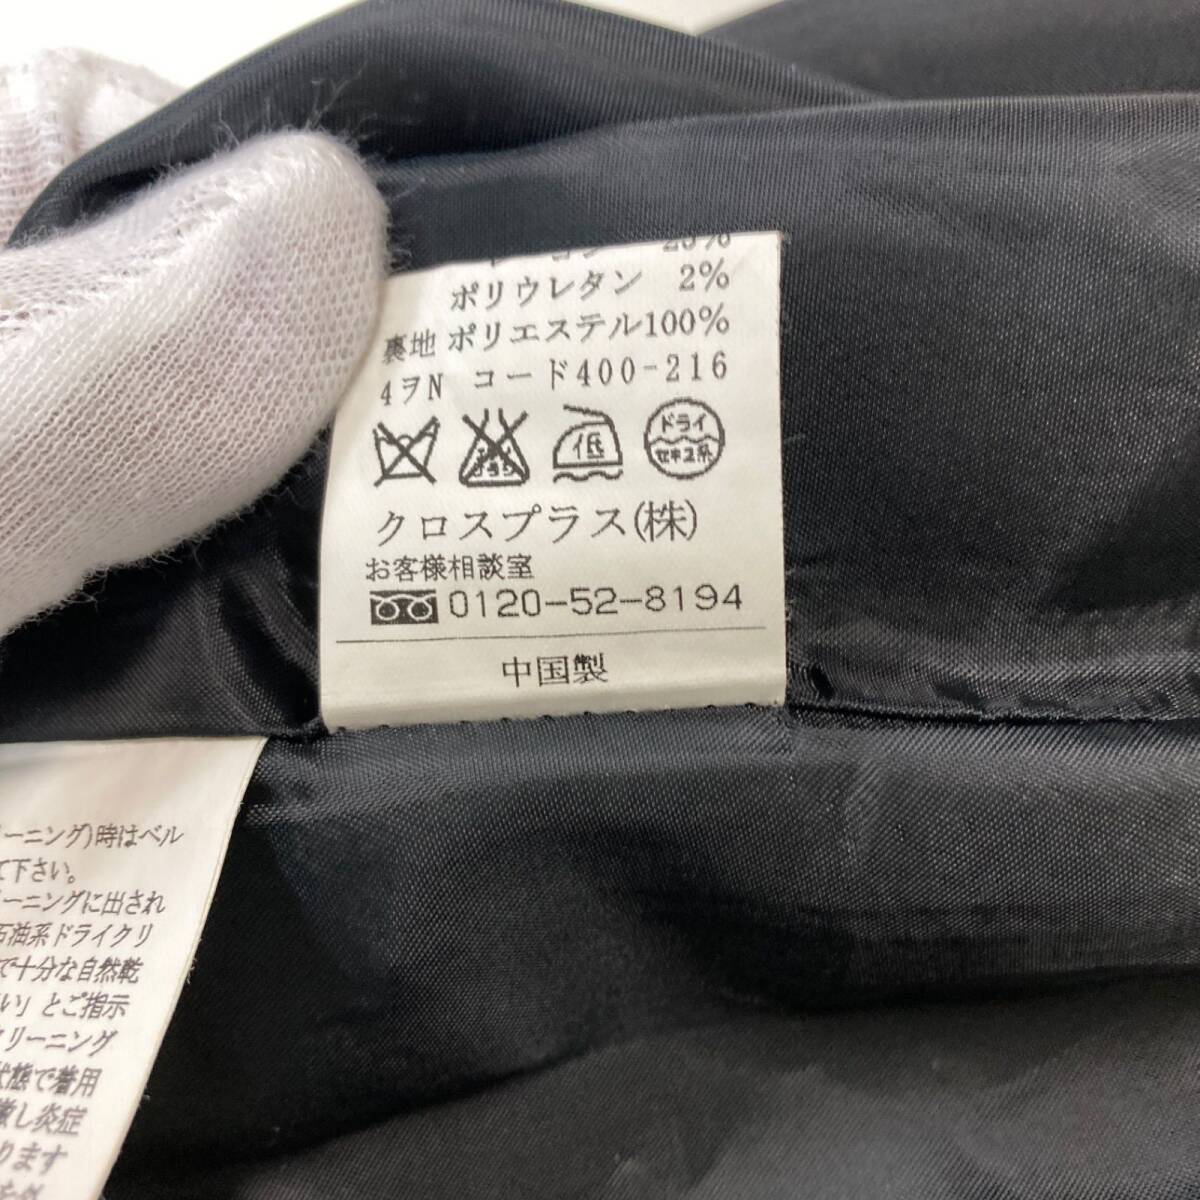 ポリウレタン 2%
裏地 ポリエステル100%
4ヲN コード400-216
低
ドライ
セキユ系
クロスプラス(株)
お客様相談室
0120-52-8194
中国製
ーニング)時はベル
て下さい。
ーニングに出され
石油系ドライクリ
で十分な自然乾
い」とご指示
クリーニング
状態で着用
激し炎症
ります